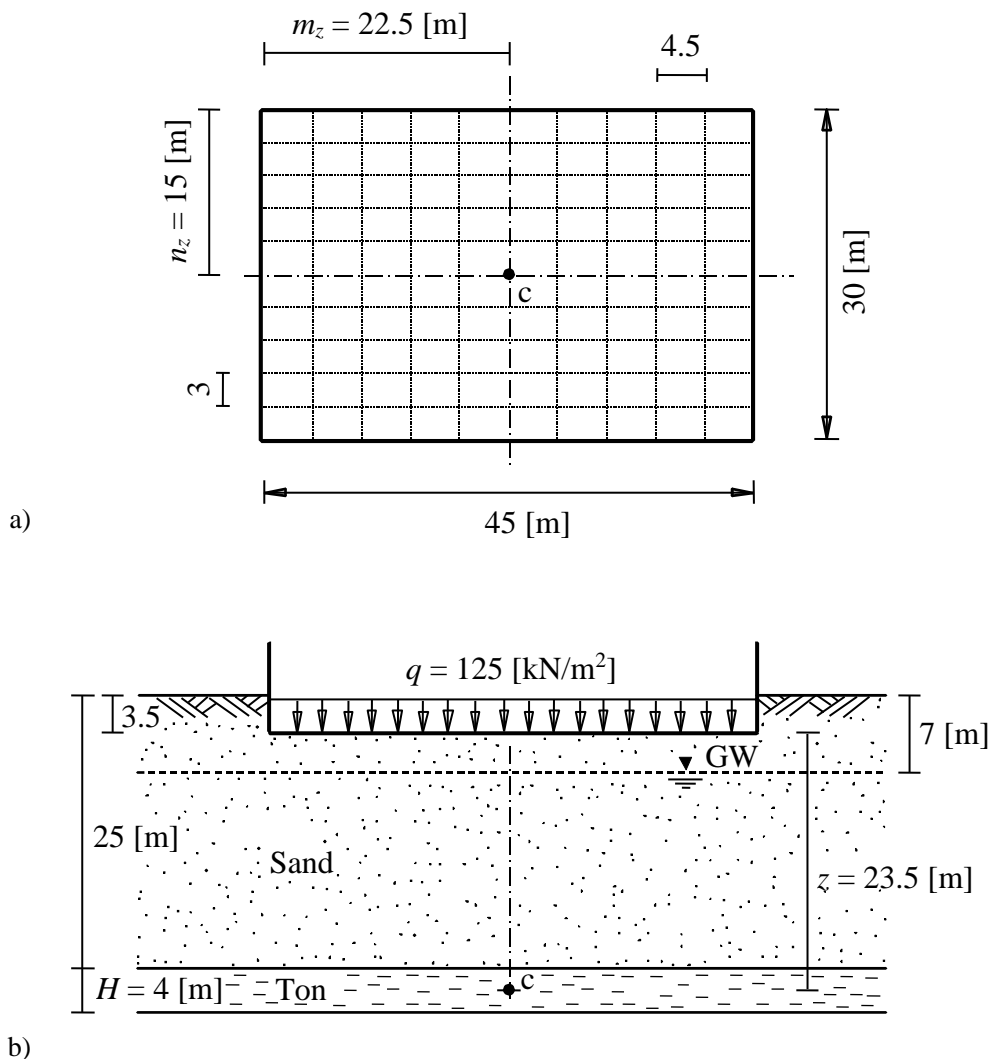 m_z = 22.5 [m]
4.5
n_z = 15 [m]
c
30 [m]
3
45 [m]
a)
q = 125 [kN/m²]
3.5
GW
7 [m]
25 [m]
Sand
z = 23.5 [m]
H = 4 [m]
Ton
c
b)